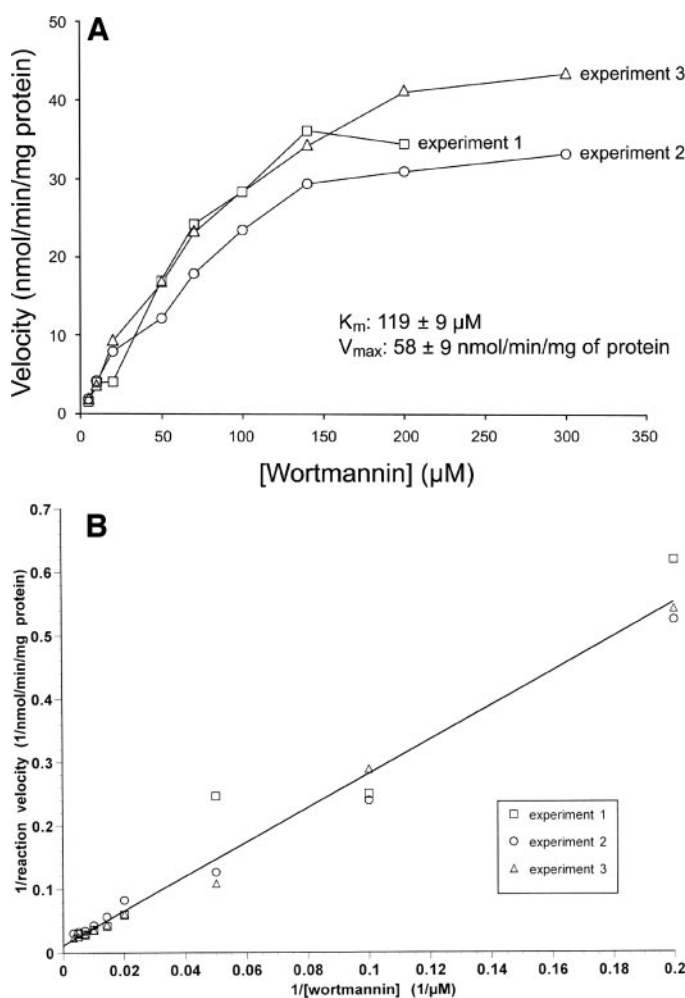 A
Velocity (nmol/min/mg protein)
50
40
30
20
10
0
experiment 3
experiment 1
experiment 2
Km: 119 ± 9 µM
Vmax: 58 ± 9 nmol/min/mg of protein
0 50 100 150 200 250 300 350
[Wortmannin] (µM)
B
1/reaction velocity (1/nmol/min/mg protein)
0.7
0.6
0.5
0.4
0.3
0.2
0.1
0
experiment 1
experiment 2
experiment 3
0 0.02 0.04 0.06 0.08 0.1 0.12 0.14 0.16 0.18 0.2
1/[wortmannin] (1/µM)